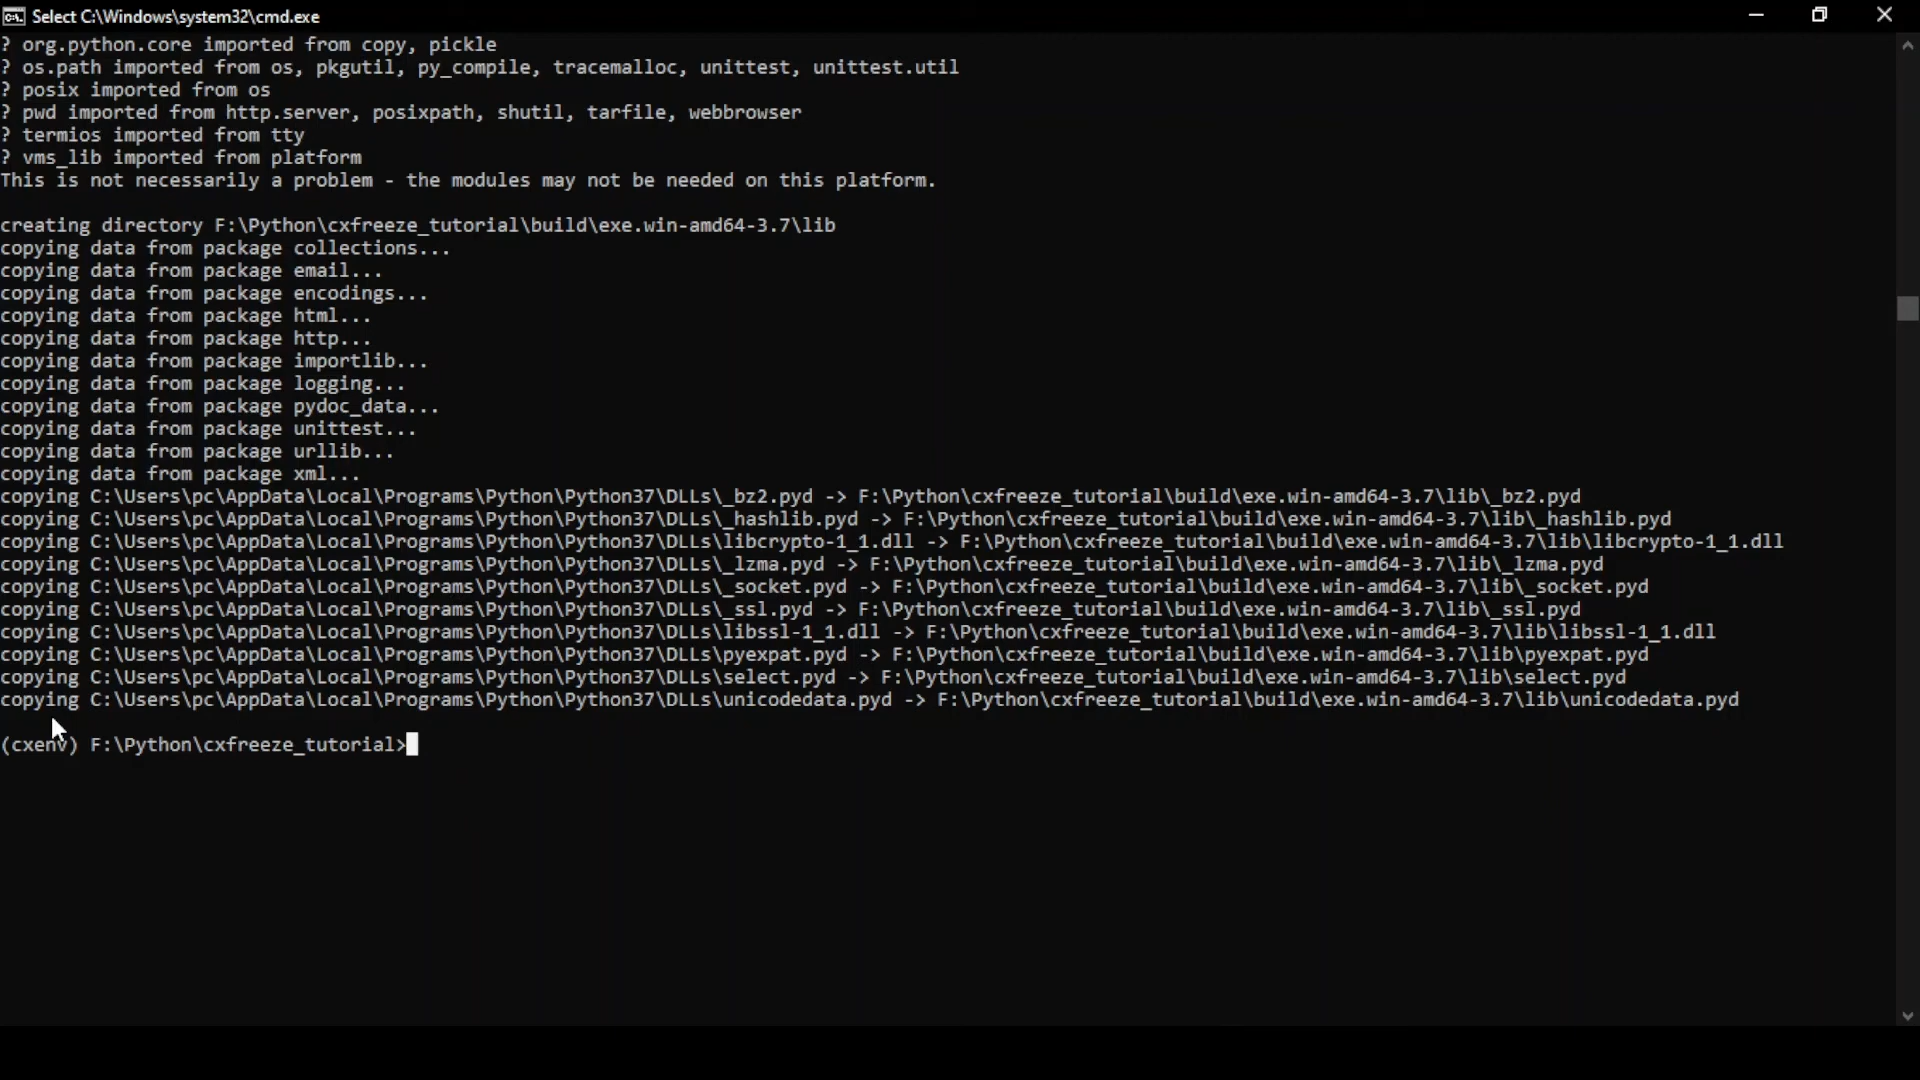 Select C:\Windows\system32\cmd.exe
? org.python.core imported from copy, pickle
? os.path imported from os, pkgutil, py_compile, tracemalloc, unittest, unittest.util
? posix imported from os
? pwd imported from http.server, posixpath, shutil, tarfile, webbrowser
? termios imported from tty
? vms_lib imported from platform
This is not necessarily a problem - the modules may not be needed on this platform.
creating directory F:\Python\cxfreeze_tutorial\build\exe.win-amd64-3.7\lib
copying data from package collections...
copying data from package email...
copying data from package encodings...
copying data from package html...
copying data from package http...
copying data from package importlib...
copying data from package logging...
copying data from package pydoc_data...
copying data from package unittest...
copying data from package urllib...
copying data from package xml...
copying C:\Users\pc\AppData\Local\Programs\Python\Python37\DLLs\_bz2.pyd -> F:\Python\cxfreeze_tutorial\build\exe.win-amd64-3.7\lib\_bz2.pyd
copying C:\Users\pc\AppData\Local\Programs\Python\Python37\DLLs\_hashlib.pyd -> F:\Python\cxfreeze_tutorial\build\exe.win-amd64-3.7\lib\_hashlib.pyd
copying C:\Users\pc\AppData\Local\Programs\Python\Python37\DLLs\libcrypto-1_1.dll -> F:\Python\cxfreeze_tutorial\build\exe.win-amd64-3.7\lib\libcrypto-1_1.dll
copying C:\Users\pc\AppData\Local\Programs\Python\Python37\DLLs\_lzma.pyd -> F:\Python\cxfreeze_tutorial\build\exe.win-amd64-3.7\lib\_lzma.pyd
copying C:\Users\pc\AppData\Local\Programs\Python\Python37\DLLs\_socket.pyd -> F:\Python\cxfreeze_tutorial\build\exe.win-amd64-3.7\lib\_socket.pyd
copying C:\Users\pc\AppData\Local\Programs\Python\Python37\DLLs\_ssl.pyd -> F:\Python\cxfreeze_tutorial\build\exe.win-amd64-3.7\lib\_ssl.pyd
copying C:\Users\pc\AppData\Local\Programs\Python\Python37\DLLs\libssl-1_1.dll -> F:\Python\cxfreeze_tutorial\build\exe.win-amd64-3.7\lib\libssl-1_1.dll
copying C:\Users\pc\AppData\Local\Programs\Python\Python37\DLLs\pyexpat.pyd -> F:\Python\cxfreeze_tutorial\build\exe.win-amd64-3.7\lib\pyexpat.pyd
copying C:\Users\pc\AppData\Local\Programs\Python\Python37\DLLs\select.pyd -> F:\Python\cxfreeze_tutorial\build\exe.win-amd64-3.7\lib\select.pyd
copying C:\Users\pc\AppData\Local\Programs\Python\Python37\DLLs\unicodedata.pyd -> F:\Python\cxfreeze_tutorial\build\exe.win-amd64-3.7\lib\unicodedata.pyd
(cxenv) F:\Python\cxfreeze_tutorial>